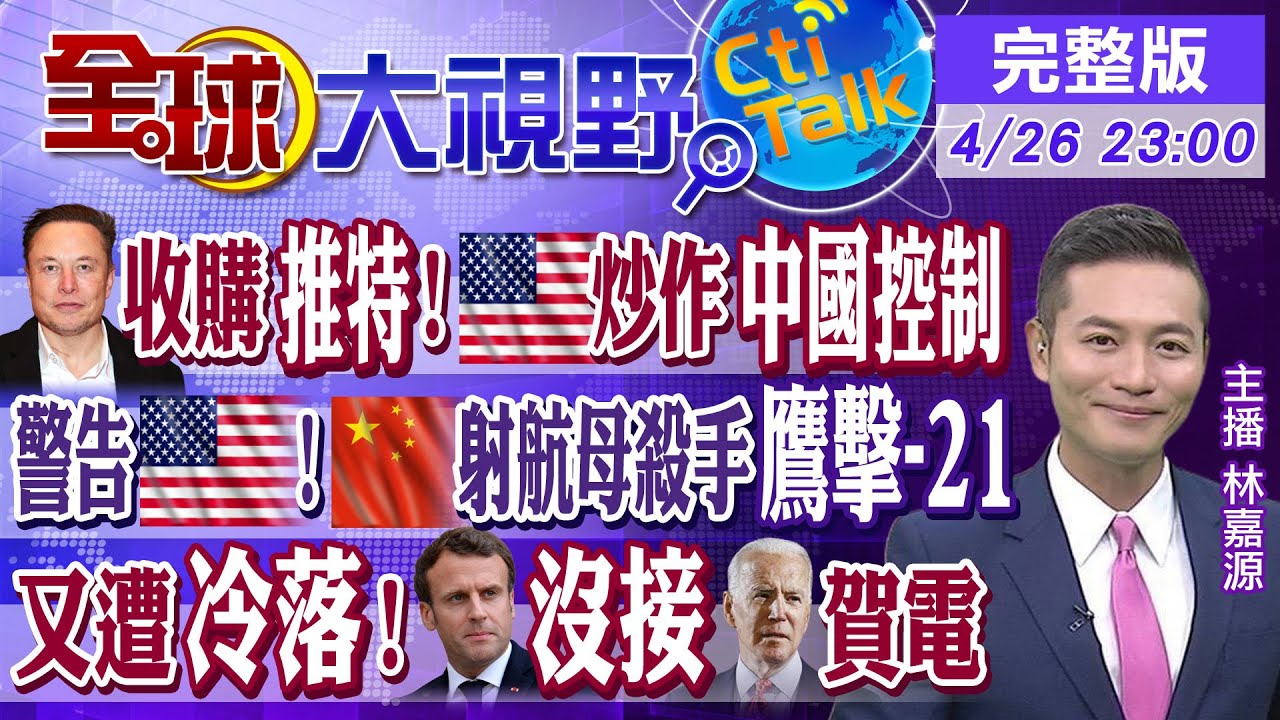 全球大視野
Cti Talk
完整版
4/26 23:00
收購 推特! 炒作 中國 控制
警告 ! 射航母殺手 鷹擊-21
又遭 冷落! 沒接 賀電
主播 林嘉源